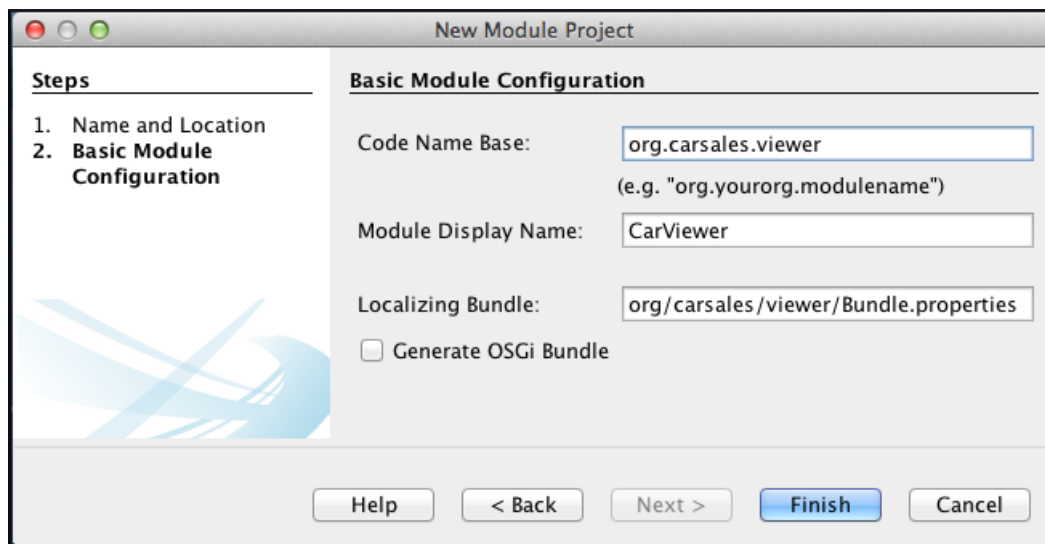 New Module Project
Steps
1. Name and Location
2. Basic Module
Configuration
Basic Module Configuration
Code Name Base: org.carsales.viewer
(e.g. "org.yourorg.modulename")
Module Display Name: CarViewer
Localizing Bundle: org/carsales/viewer/Bundle.properties
Generate OSGi Bundle
Help < Back Next > Finish Cancel